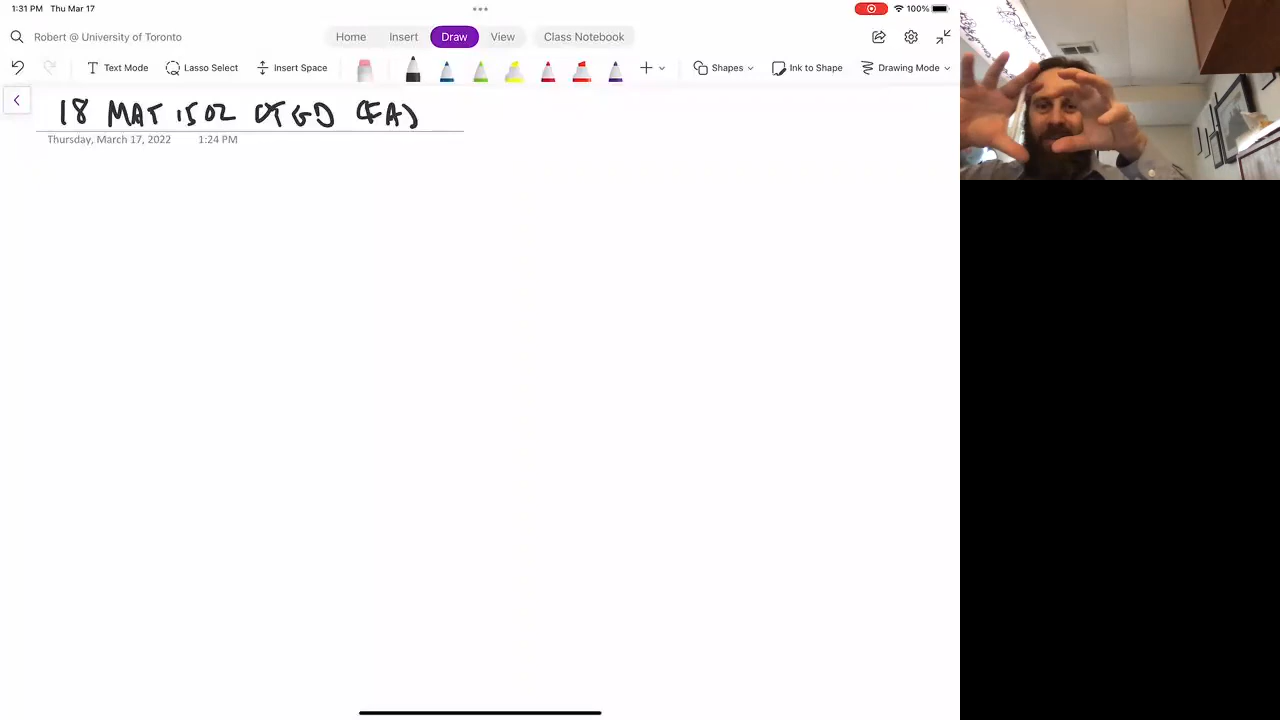 1:31 PM Thu Mar 17
100%
Robert @ University of Toronto
Home Insert Draw View Class Notebook
Text Mode Lasso Select Insert Space Shapes Ink to Shape Drawing Mode
18 MAT 1502 OTGD (FA)
Thursday, March 17, 2022 1:24 PM